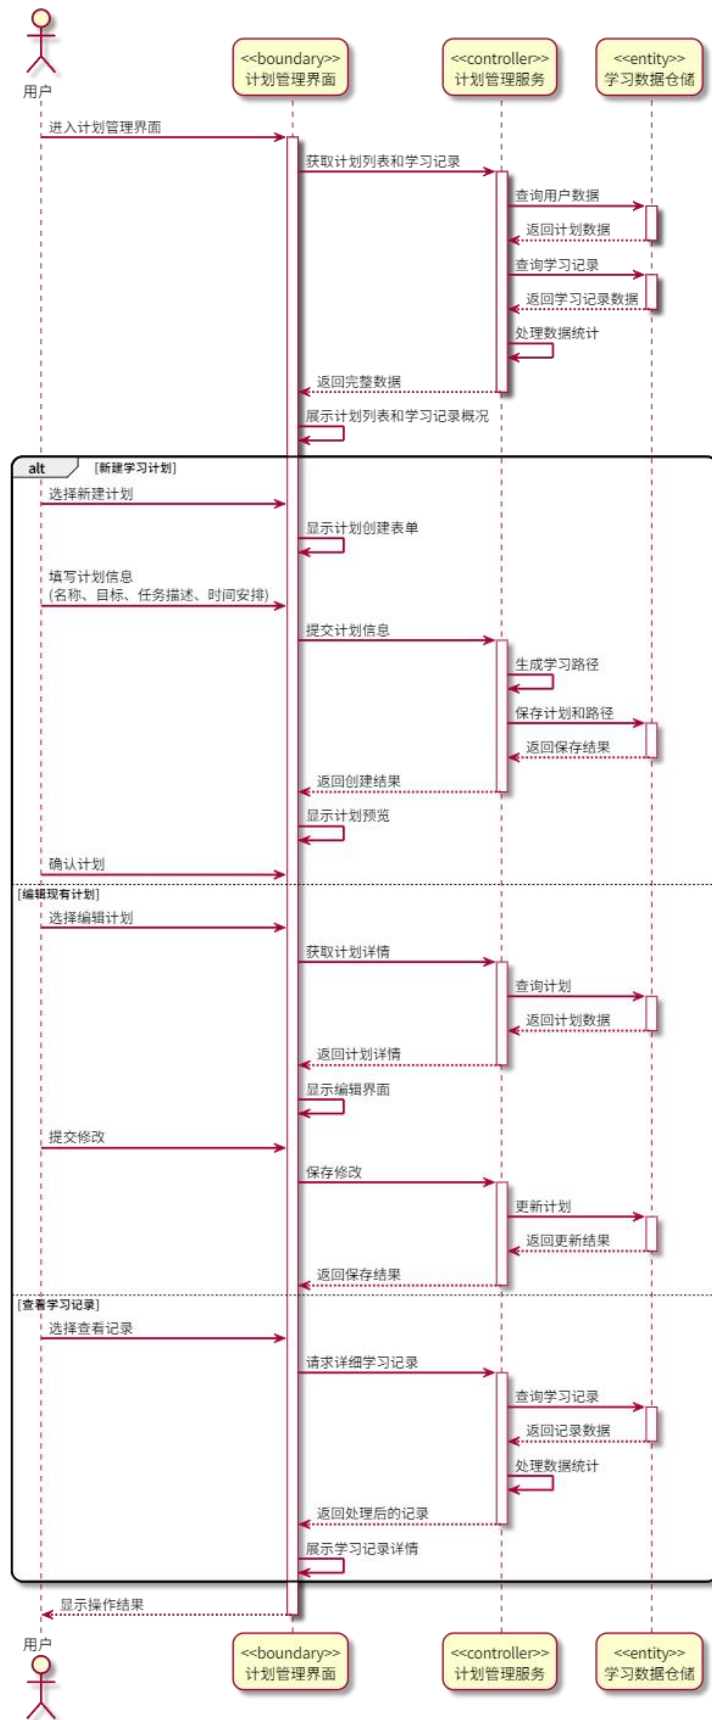 用户
<<boundary>>
计划管理界面
<<controller>>
计划管理服务
<<entity>>
学习数据仓储
进入计划管理界面
获取计划列表和学习记录
查询用户数据
返回计划数据
查询学习记录
返回学习记录数据
处理数据统计
返回完整数据
展示计划列表和学习记录概况
alt
[新建学习计划]
选择新建计划
显示计划创建表单
填写计划信息
(名称、目标、任务描述、时间安排)
提交计划信息
生成学习路径
保存计划和路径
返回保存结果
返回创建结果
显示计划预览
确认计划
[编辑现有计划]
选择编辑计划
获取计划详情
查询计划
返回计划数据
返回计划详情
显示编辑界面
提交修改
保存修改
更新计划
返回更新结果
返回保存结果
[查看学习记录]
选择查看记录
请求详细学习记录
查询学习记录
返回记录数据
处理数据统计
返回处理后的记录
展示学习记录详情
显示操作结果
用户
<<boundary>>
计划管理界面
<<controller>>
计划管理服务
<<entity>>
学习数据仓储